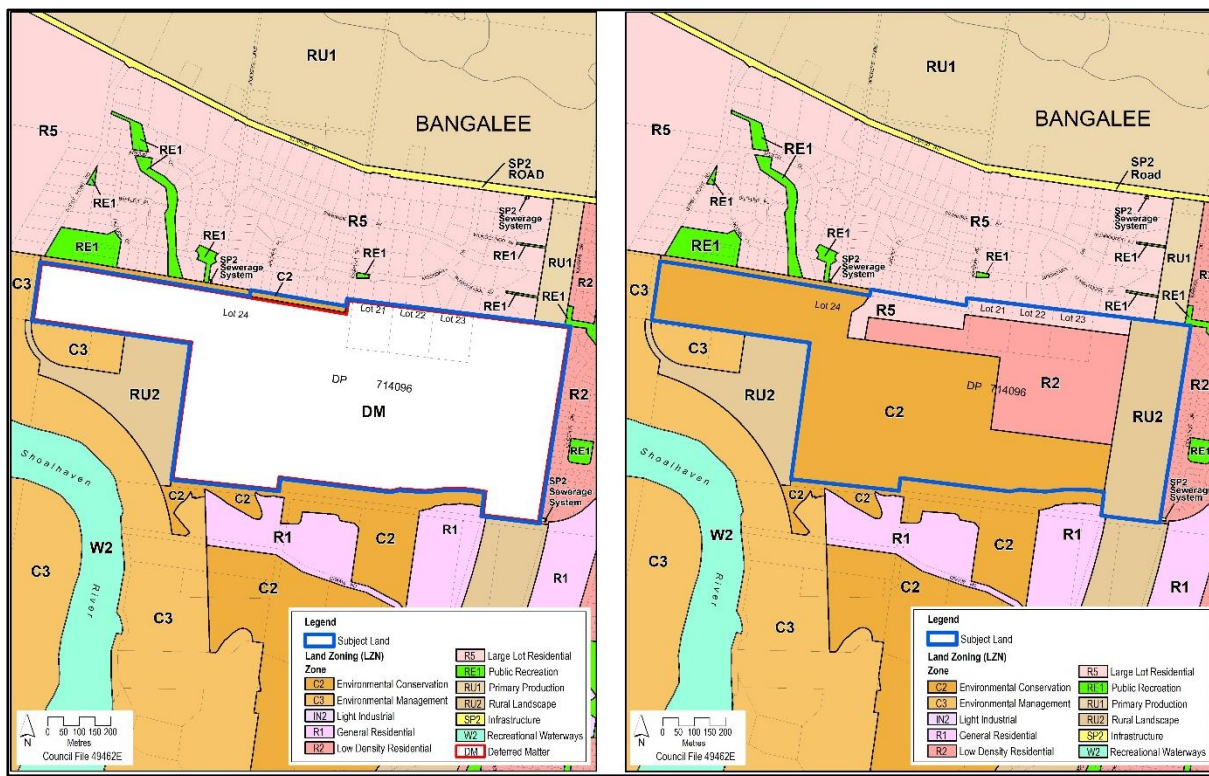 RU1
BANGALEE
R5
RE1
SP2
ROAD
RE1
SP2
Sewerage
System
R5
RE1
RE1
RE1
SP2
Sewerage
System
C2
RE1
RE1
RU1
R2
RE1
RE1
C3
Lot 24
Lot 21
Lot 22
Lot 23
C3
DP 714096
DM
R2
RU2
RE1
Shoalhaven
River
W2
C2
C2
SP2
Sewerage
System
R1
C2
R1
R1
C3
C3
C2
Legend
Subject Land
Land Zoning (LZN)
Zone
C2 Environmental Conservation
C3 Environmental Management
IN2 Light Industrial
R1 General Residential
R2 Low Density Residential
R5 Large Lot Residential
RE1 Public Recreation
RU1 Primary Production
RU2 Rural Landscape
SP2 Infrastructure
W2 Recreational Waterways
DM Deferred Matter
N
0 50 100 150 200
Metres
Council File 49462E
RU1
BANGALEE
R5
RE1
SP2
Road
RE1
SP2
Sewerage
System
R5
RE1
RE1
RE1
SP2
Sewerage
System
RE1
RE1
RU1
R2
RE1
RE1
C3
Lot 24
Lot 21
Lot 22
Lot 23
R5
C3
DP 714096
R2
R2
RU2
C2
RU2
RE1
Shoalhaven
River
W2
C2
C2
SP2
Sewerage
System
R1
C2
R1
R1
C3
C3
C2
Legend
Subject Land
Land Zoning (LZN)
Zone
C2 Environmental Conservation
C3 Environmental Management
IN2 Light Industrial
R1 General Residential
R2 Low Density Residential
R5 Large Lot Residential
RE1 Public Recreation
RU1 Primary Production
RU2 Rural Landscape
SP2 Infrastructure
W2 Recreational Waterways
N
0 50 100 150 200
Metres
Council File 49462E